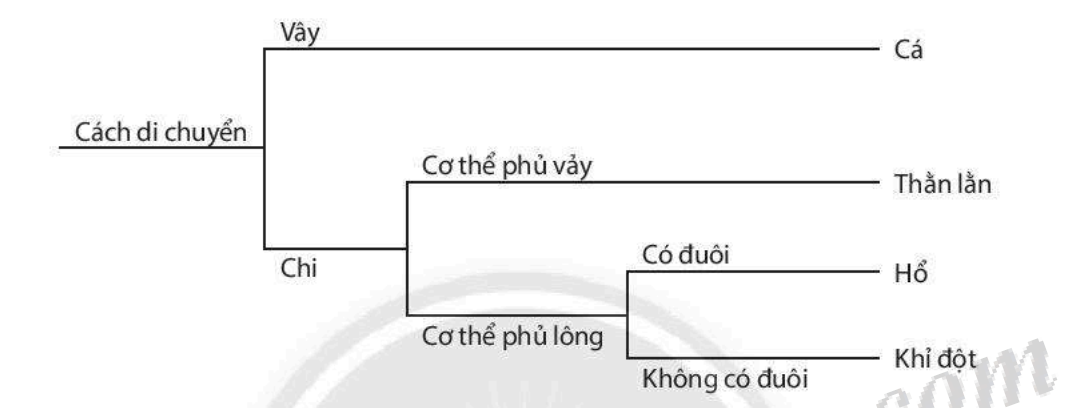 Vây
Cá
Cách di chuyển
Cơ thể phủ vảy
Thằn lằn
Chi
Có đuôi
Hổ
Cơ thể phủ lông
Không có đuôi
Khỉ đột
.com